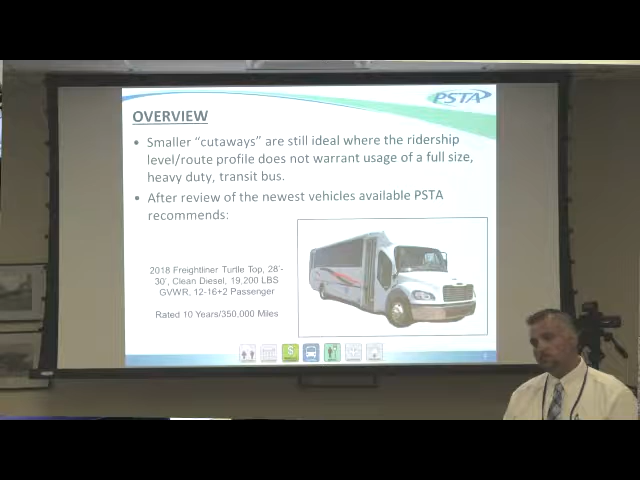 PSTA
OVERVIEW
• Smaller “cutaways” are still ideal where the ridership
level/route profile does not warrant usage of a full size,
heavy duty, transit bus.
• After review of the newest vehicles available PSTA
recommends:
2018 Freightliner Turtle Top, 28'-
30', Clean Diesel, 19,200 LBS
GVWR, 12-16+2 Passenger
Rated 10 Years/350,000 Miles